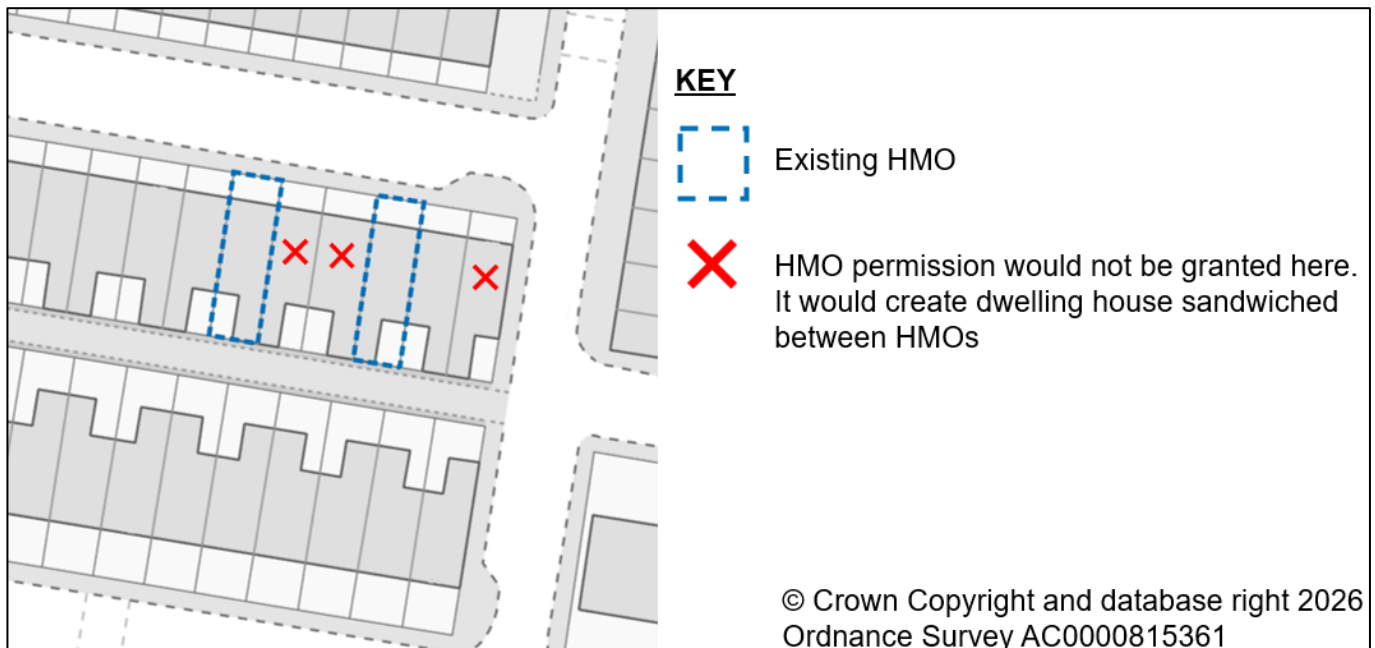 KEY
Existing HMO
HMO permission would not be granted here.
It would create dwelling house sandwiched
between HMOs
© Crown Copyright and database right 2026
Ordnance Survey AC0000815361